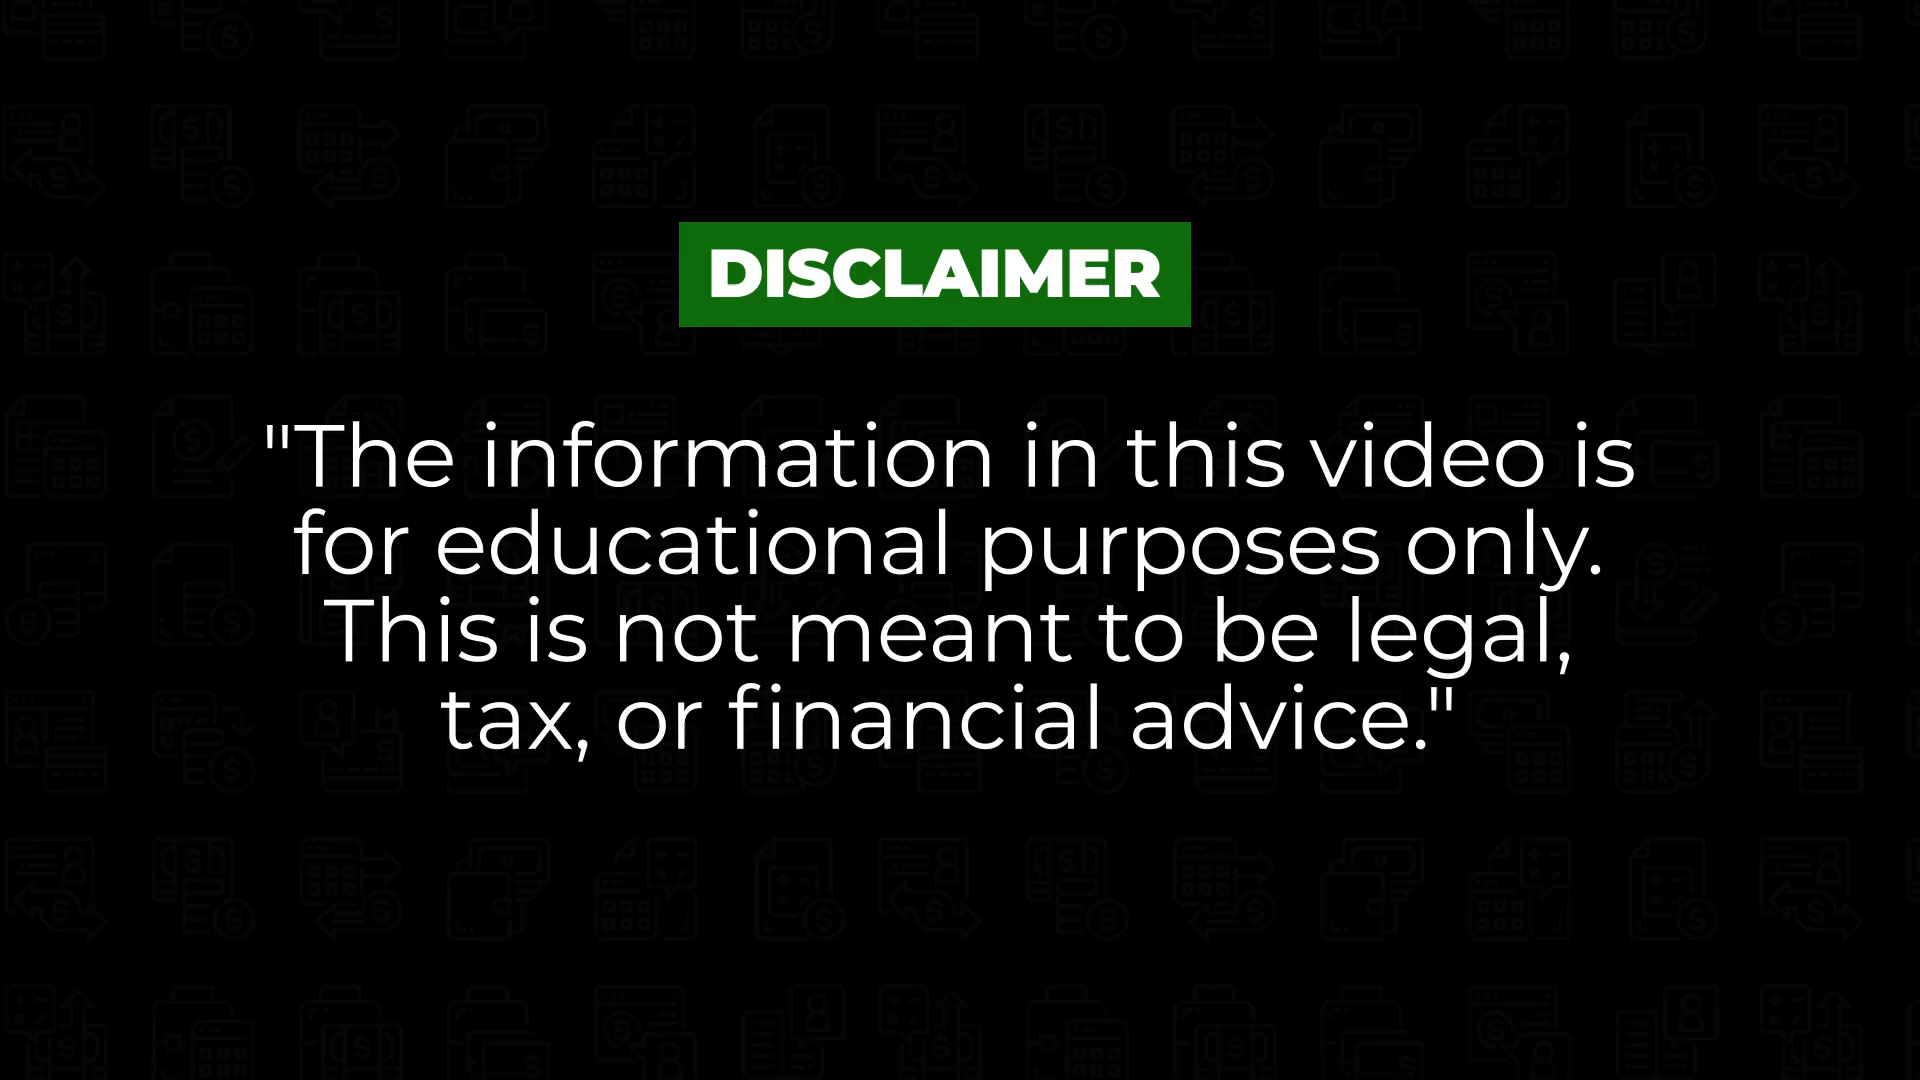 DISCLAIMER
"The information in this video is
for educational purposes only.
This is not meant to be legal,
tax, or financial advice."